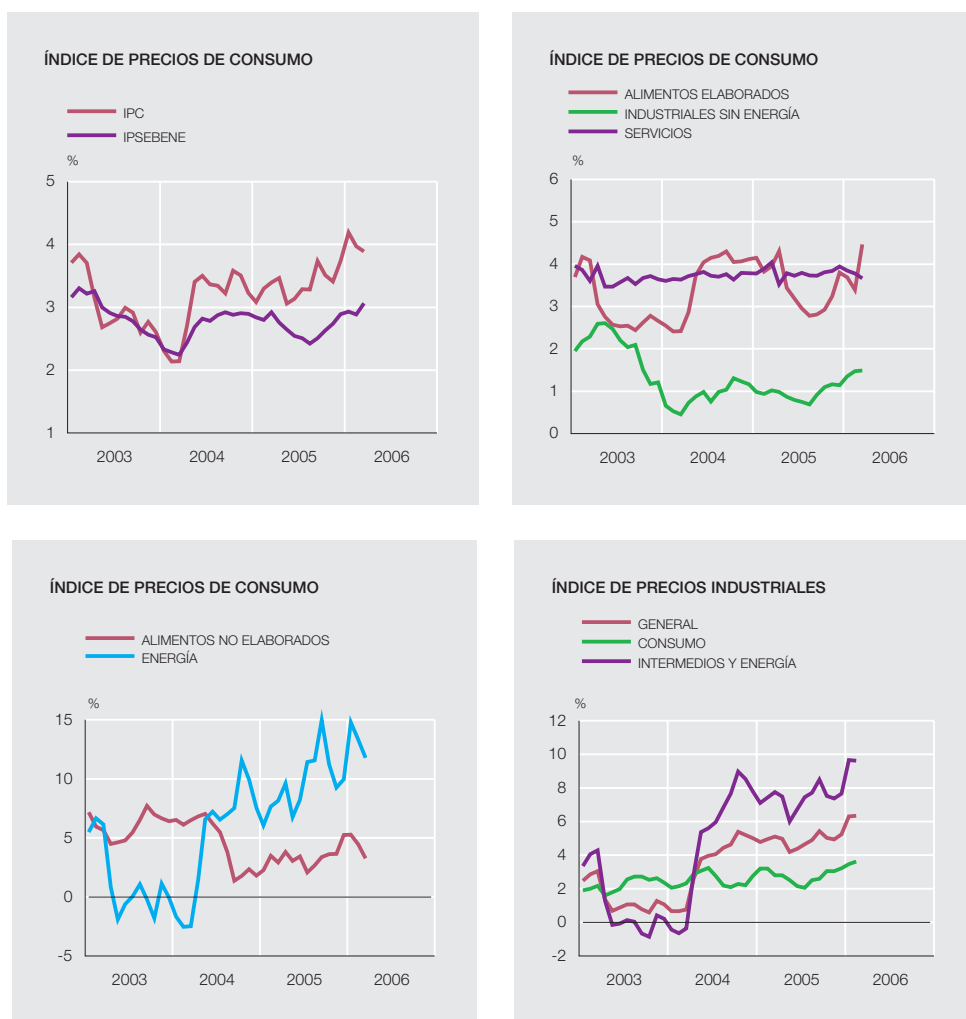 ÍNDICE DE PRECIOS DE CONSUMO
IPC
IPSEBENE
%
5
4
3
2
1
2003 2004 2005 2006
ÍNDICE DE PRECIOS DE CONSUMO
ALIMENTOS ELABORADOS
INDUSTRIALES SIN ENERGÍA
SERVICIOS
%
6
5
4
3
2
1
0
2003 2004 2005 2006
ÍNDICE DE PRECIOS DE CONSUMO
ALIMENTOS NO ELABORADOS
ENERGÍA
%
15
10
5
0
-5
2003 2004 2005 2006
ÍNDICE DE PRECIOS INDUSTRIALES
GENERAL
CONSUMO
INTERMEDIOS Y ENERGÍA
%
12
10
8
6
4
2
0
-2
2003 2004 2005 2006